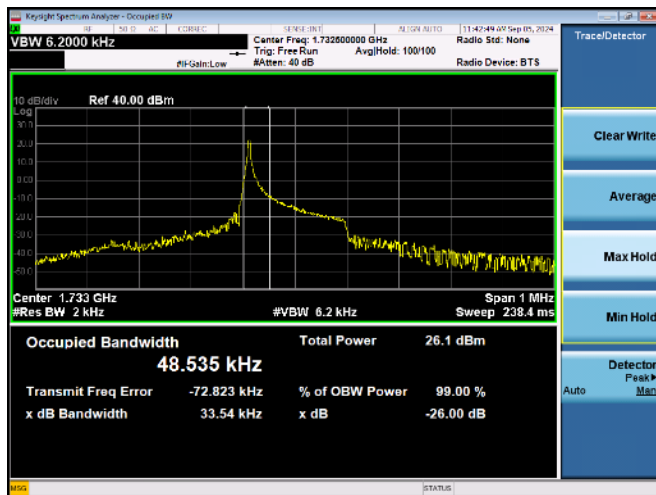 Keysight Spectrum Analyzer - Occupied BW
RF 50 Ω AC CORREC SENSE:INT ALIGN AUTO 11:42:49 AM Sep 05, 2024
VBW 6.2000 kHz
Center Freq: 1.732600000 GHz
Radio Std: None
Trig: Free Run
Avg|Hold: 100/100
#IFGain:Low
#Atten: 40 dB
Radio Device: BTS
Trace/Detector
10 dB/div
Ref 40.00 dBm
Log
30.0
20.0
10.0
0.00
-10.0
-20.0
-30.0
-40.0
-50.0
Center 1.733 GHz
Span 1 MHz
#Res BW 2 kHz
#VBW 6.2 kHz
Sweep 238.4 ms
Occupied Bandwidth
Total Power 26.1 dBm
48.535 kHz
Transmit Freq Error -72.823 kHz
% of OBW Power 99.00 %
x dB Bandwidth 33.54 kHz
x dB -26.00 dB
Clear Write
Average
Max Hold
Min Hold
Detector
Peak
Auto Man
MSG
STATUS